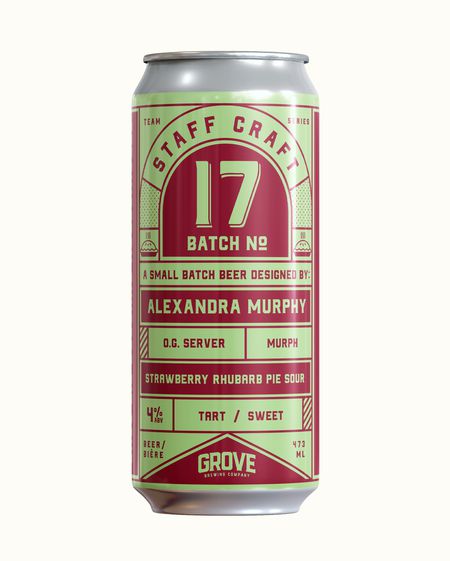 TEAM SERIES
STAFF CRAFT
17
BATCH Nº
A SMALL BATCH BEER DESIGNED BY:
ALEXANDRA MURPHY
O.G. SERVER MURPH
STRAWBERRY RHUBARB PIE SOUR
4% ABV TART / SWEET
BEER/ 473
BIÈRE ML
GROVE
BREWING COMPANY